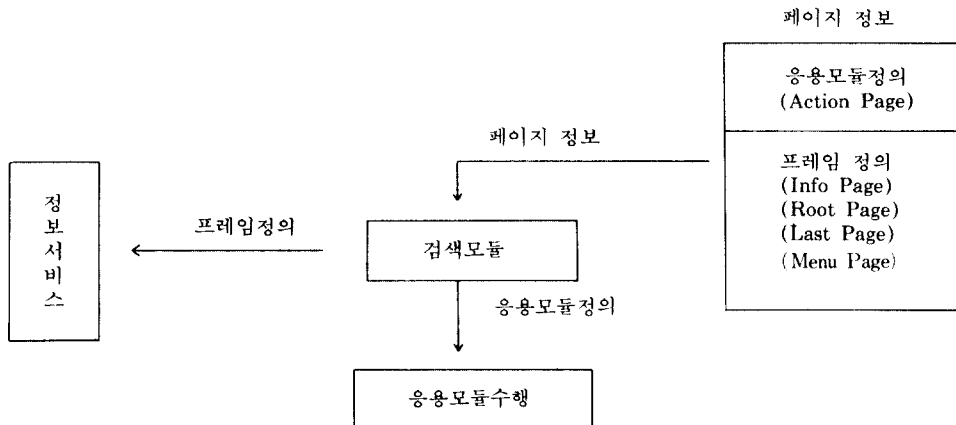 페이지 정보
응용모듈정의
(Action Page)
페이지 정보
프레임 정의
(Info Page)
(Root Page)
(Last Page)
(Menu Page)
정보서비스
프레임정의
검색모듈
응용모듈정의
응용모듈수행